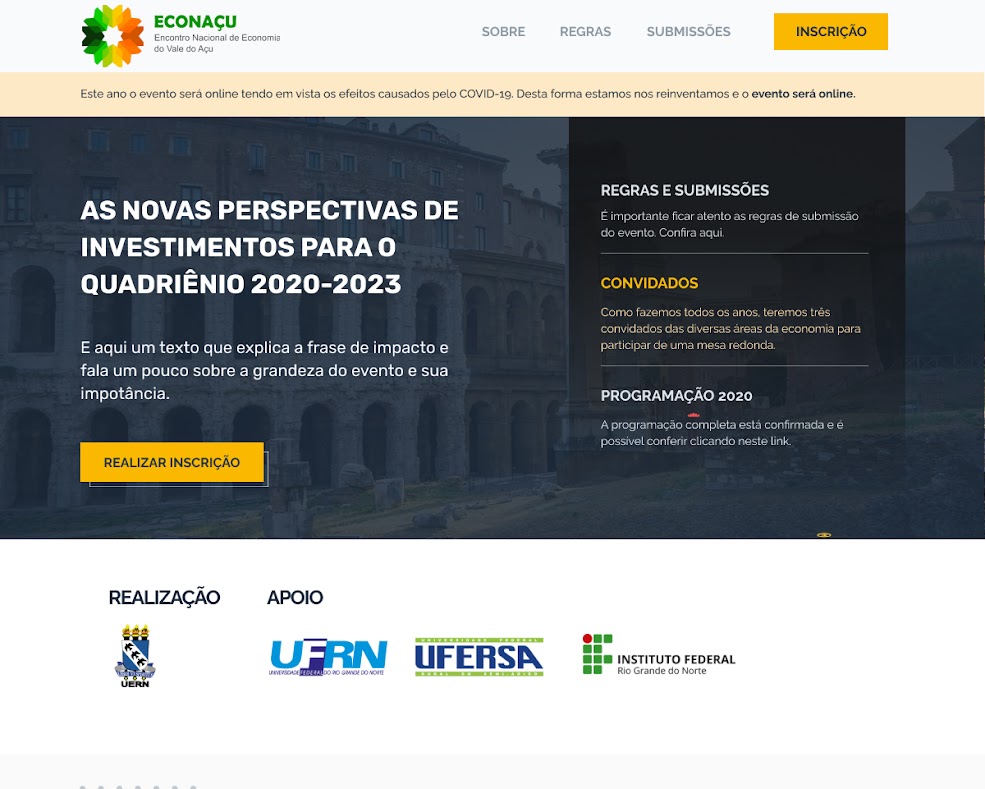 ECONAÇU
Encontro Nacional de Economia
do Vale do Açu
SOBRE
REGRAS
SUBMISSÕES
INSCRIÇÃO
Este ano o evento será online tendo em vista os efeitos causados pelo COVID-19. Desta forma estamos nos reinventamos e o evento será online.
AS NOVAS PERSPECTIVAS DE
INVESTIMENTOS PARA O
QUADRIÊNIO 2020-2023
E aqui um texto que explica a frase de impacto e
fala um pouco sobre a grandeza do evento e sua
impotância.
REALIZAR INSCRIÇÃO
REGRAS E SUBMISSÕES
É importante ficar atento as regras de submissão
do evento. Confira aqui.
CONVIDADOS
Como fazemos todos os anos, teremos três
convidados das diversas áreas da economia para
participar de uma mesa redonda.
PROGRAMAÇÃO 2020
A programação completa está confirmada e é
possível conferir clicando neste link.
REALIZAÇÃO
APOIO
UERN
UFRN
UNIVERSIDADE FEDERAL DO RIO GRANDE DO NORTE
UNIVERSIDADE FEDERAL
UFERSA
RURAL DO SEMI-ÁRIDO
INSTITUTO FEDERAL
Rio Grande do Norte